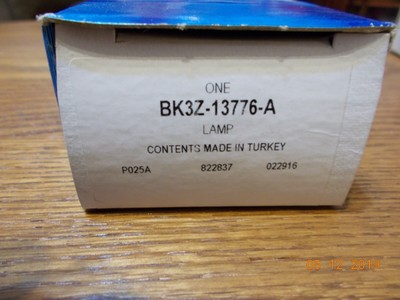 ONE
BK3Z-13776-A
LAMP
CONTENTS MADE IN TURKEY
P025A 822837 022916